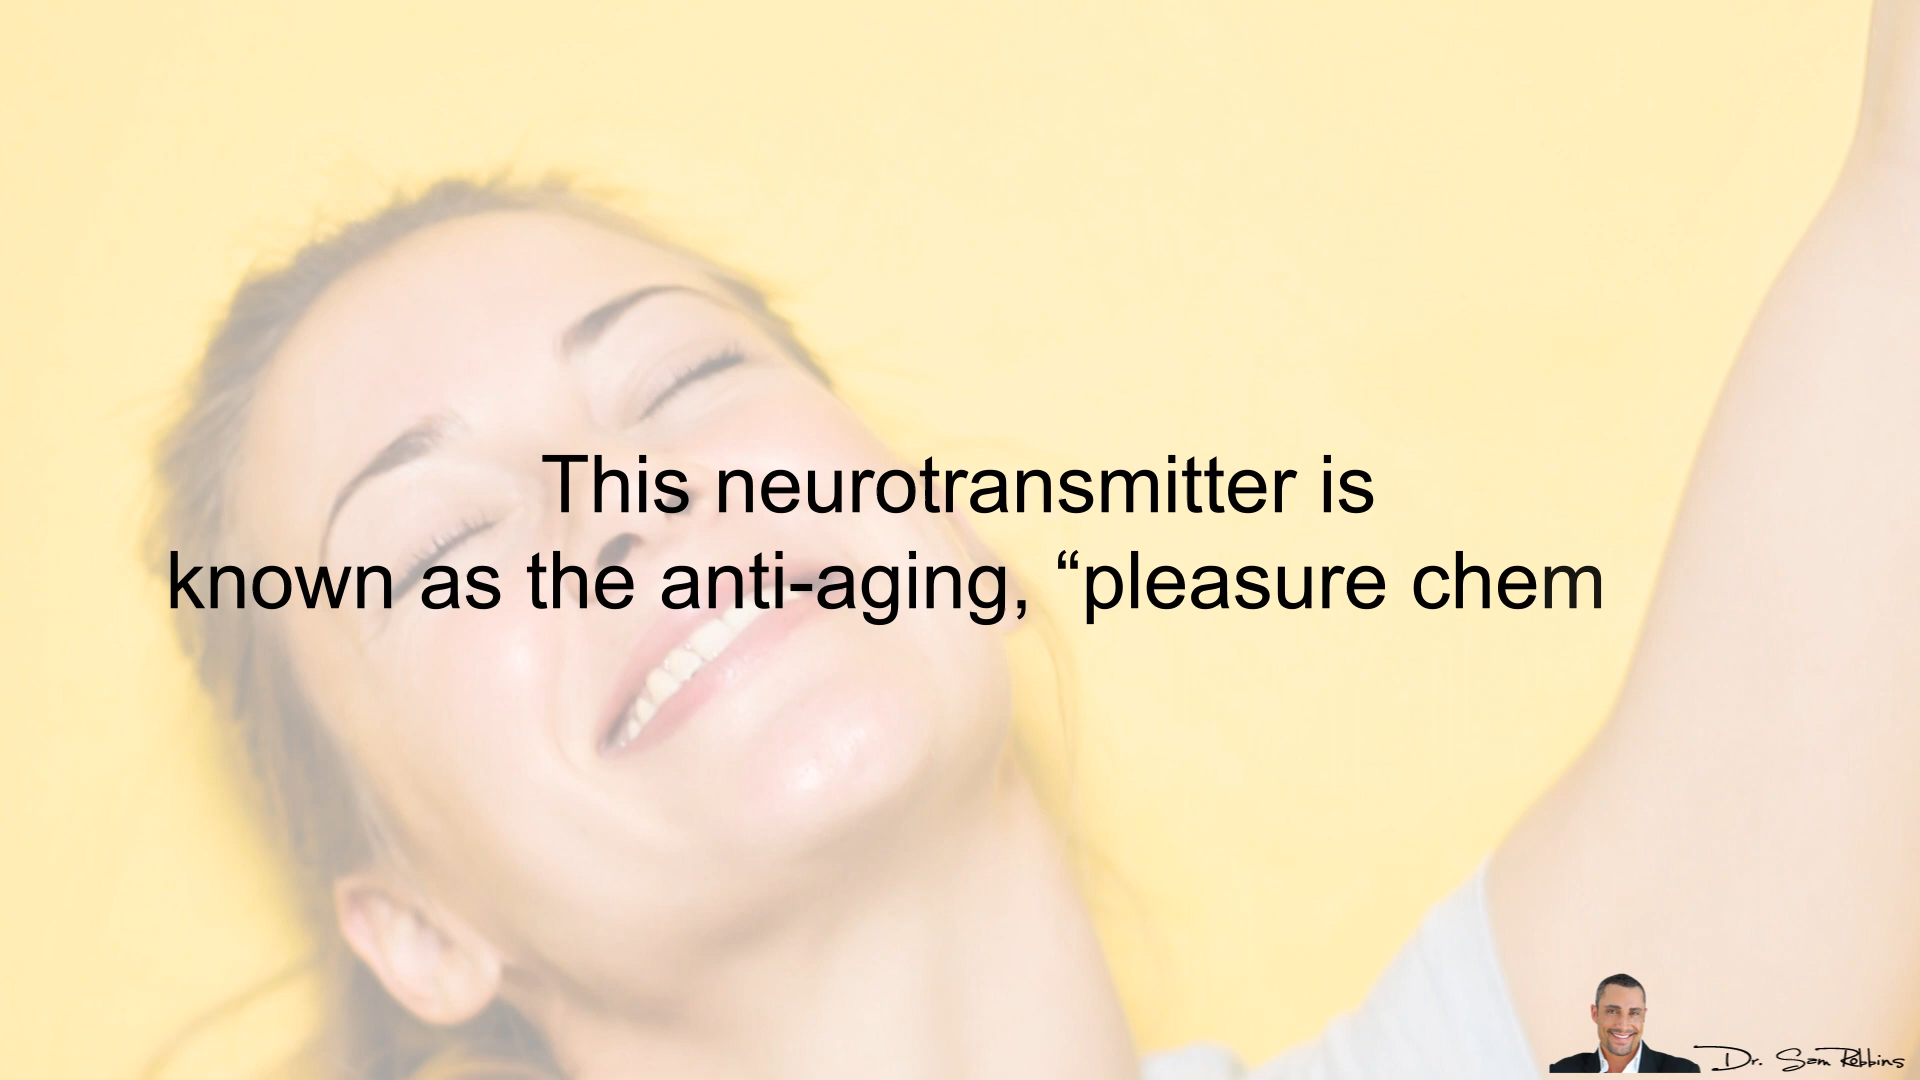 This neurotransmitter is
known as the anti-aging, “pleasure chem
Dr. Sam Robbins